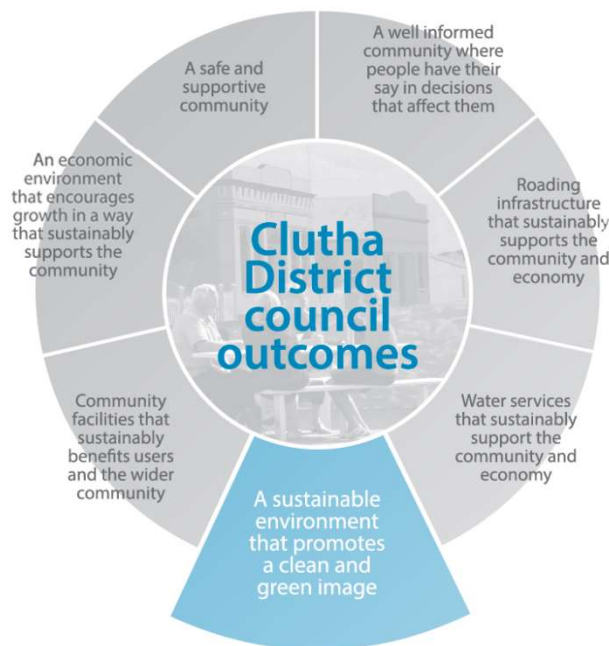 Clutha
District
council
outcomes
A safe and
supportive
community
A well informed
community where
people have their
say in decisions
that affect them
Roading
infrastructure
that sustainably
supports the
community and
economy
Water services
that sustainably
support the
community and
economy
A sustainable
environment
that promotes
a clean and
green image
Community
facilities that
sustainably
benefits users
and the wider
community
An economic
environment
that encourages
growth in a way
that sustainably
supports the
community